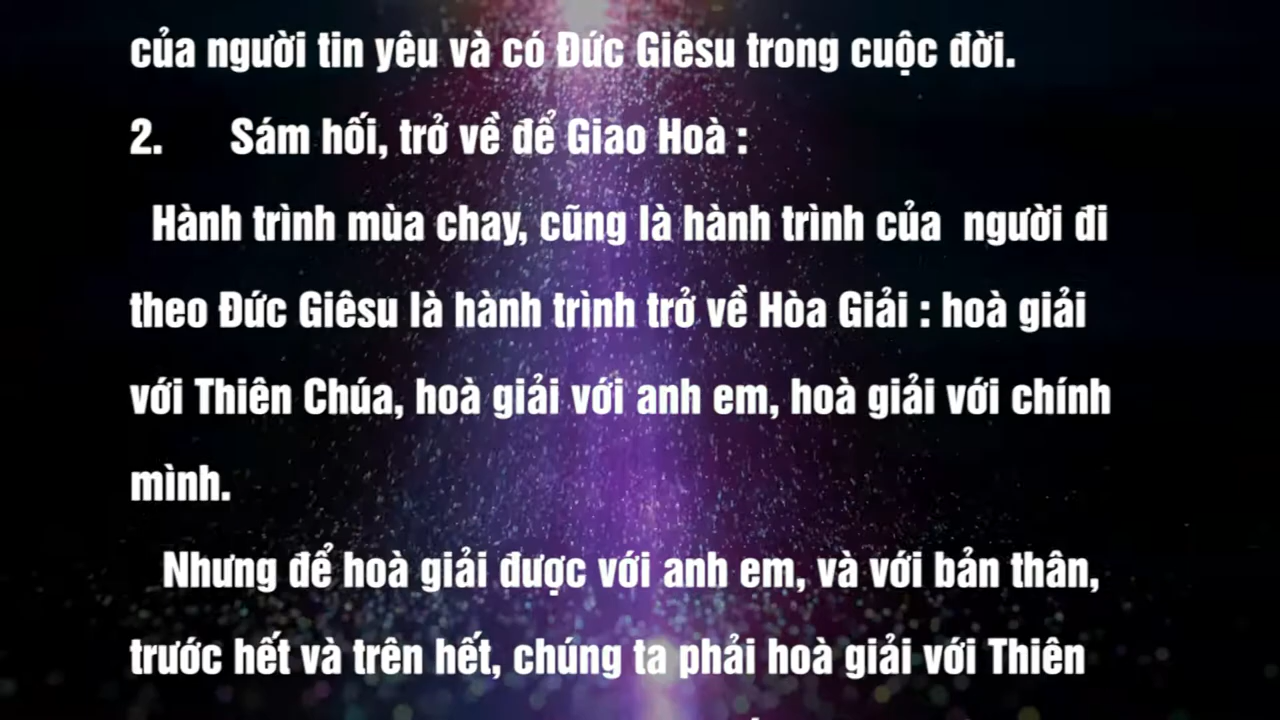 của người tin yêu và có Đức Giêsu trong cuộc đời.
2. Sám hối, trở về để Giao Hoà :
Hành trình mùa chay, cũng là hành trình của người đi
theo Đức Giêsu là hành trình trở về Hòa Giải : hoà giải
với Thiên Chúa, hoà giải với anh em, hoà giải với chính
mình.
Nhưng để hoà giải được với anh em, và với bản thân,
trước hết và trên hết, chúng ta phải hoà giải với Thiên